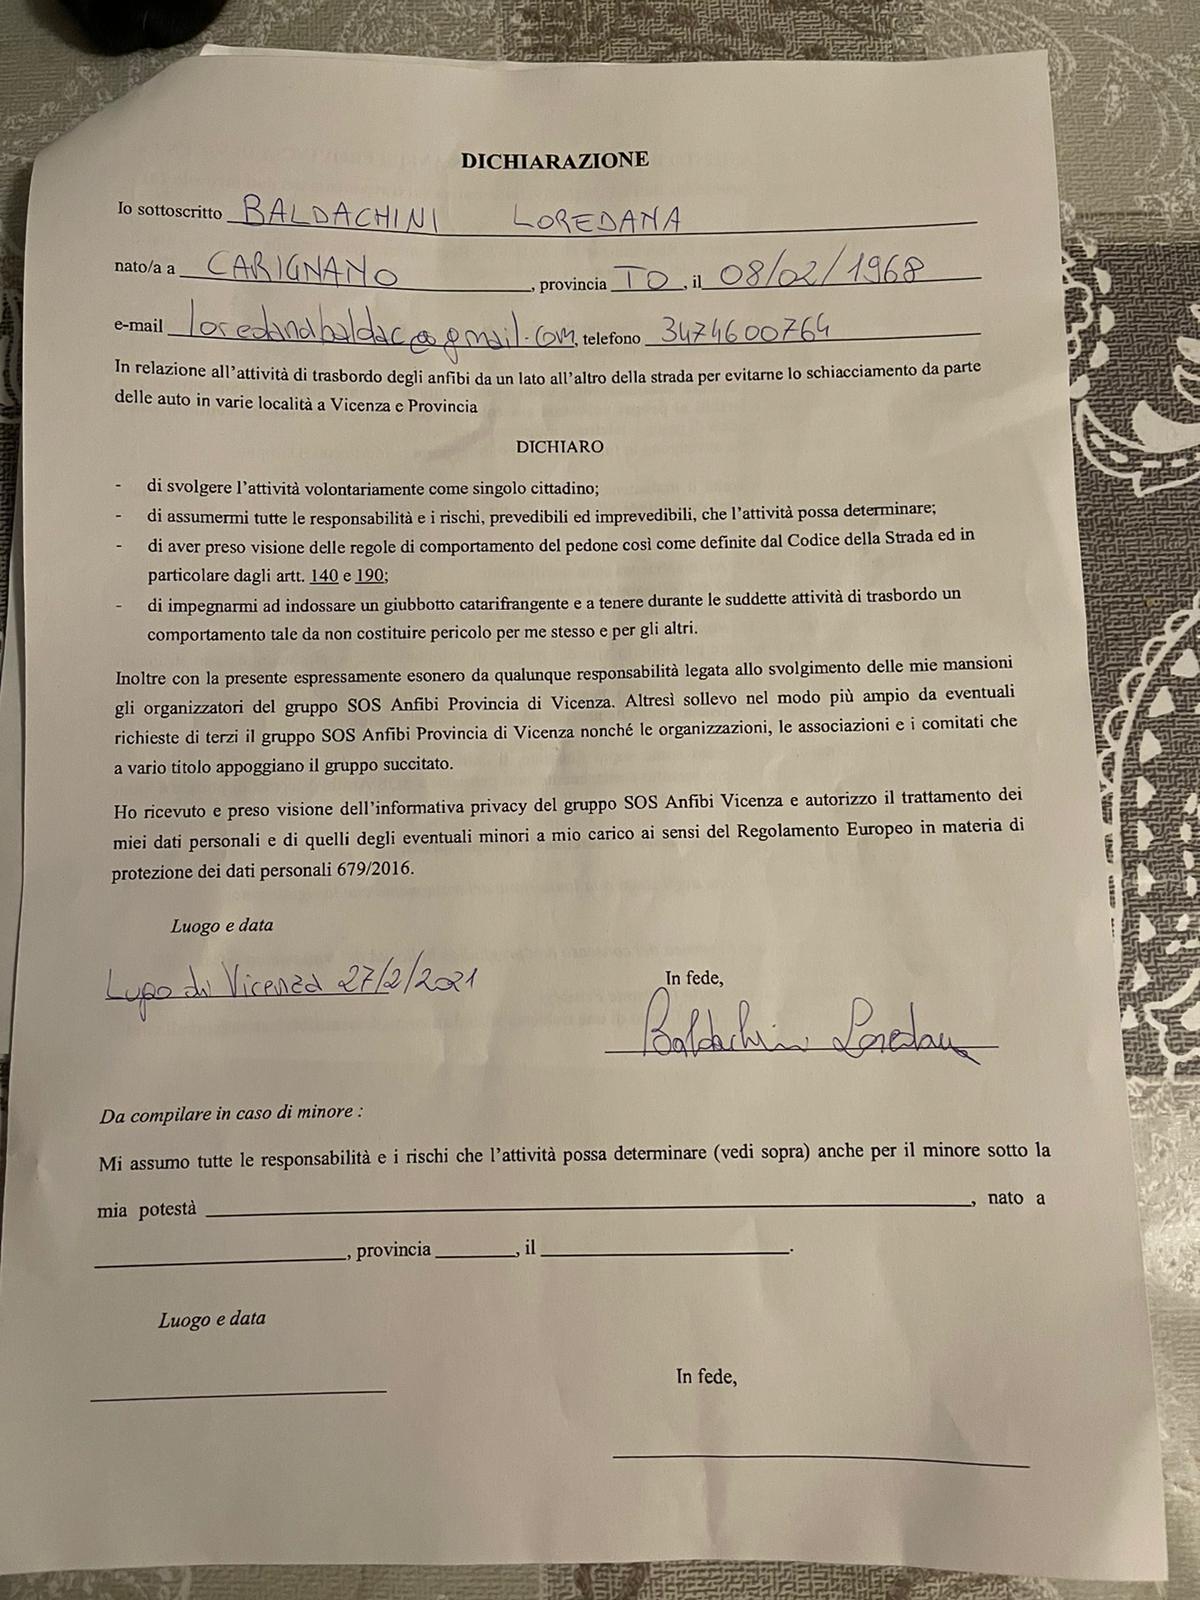 DICHIARAZIONE
Io sottoscritto BALDACHINI LOREDANA
nato/a a CARIGNANO, provincia TO, il 08/02/1968
e-mail loredanabaldac@gmail.com, telefono 3474600764
In relazione all'attività di trasbordo degli anfibi da un lato all'altro della strada per evitarne lo schiacciamento da parte
delle auto in varie località a Vicenza e Provincia
DICHIARO
- di svolgere l'attività volontariamente come singolo cittadino;
- di assumermi tutte le responsabilità e i rischi, prevedibili ed imprevedibili, che l'attività possa determinare;
- di aver preso visione delle regole di comportamento del pedone così come definite dal Codice della Strada ed in
particolare dagli artt. 140 e 190;
- di impegnarmi ad indossare un giubbotto catarifrangente e a tenere durante le suddette attività di trasbordo un
comportamento tale da non costituire pericolo per me stesso e per gli altri.
Inoltre con la presente espressamente esonero da qualunque responsabilità legata allo svolgimento delle mie mansioni
gli organizzatori del gruppo SOS Anfibi Provincia di Vicenza. Altresì sollevo nel modo più ampio da eventuali
richieste di terzi il gruppo SOS Anfibi Provincia di Vicenza nonché le organizzazioni, le associazioni e i comitati che
a vario titolo appoggiano il gruppo succitato.
Ho ricevuto e preso visione dell'informativa privacy del gruppo SOS Anfibi Vicenza e autorizzo il trattamento dei
miei dati personali e di quelli degli eventuali minori a mio carico ai sensi del Regolamento Europeo in materia di
protezione dei dati personali 679/2016.
Luogo e data
Lupo di Vicenza 27/2/2021
In fede,
Baldachini Loredana
Da compilare in caso di minore :
Mi assumo tutte le responsabilità e i rischi che l'attività possa determinare (vedi sopra) anche per il minore sotto la
mia potestà , nato a
, provincia , il .
Luogo e data
In fede,